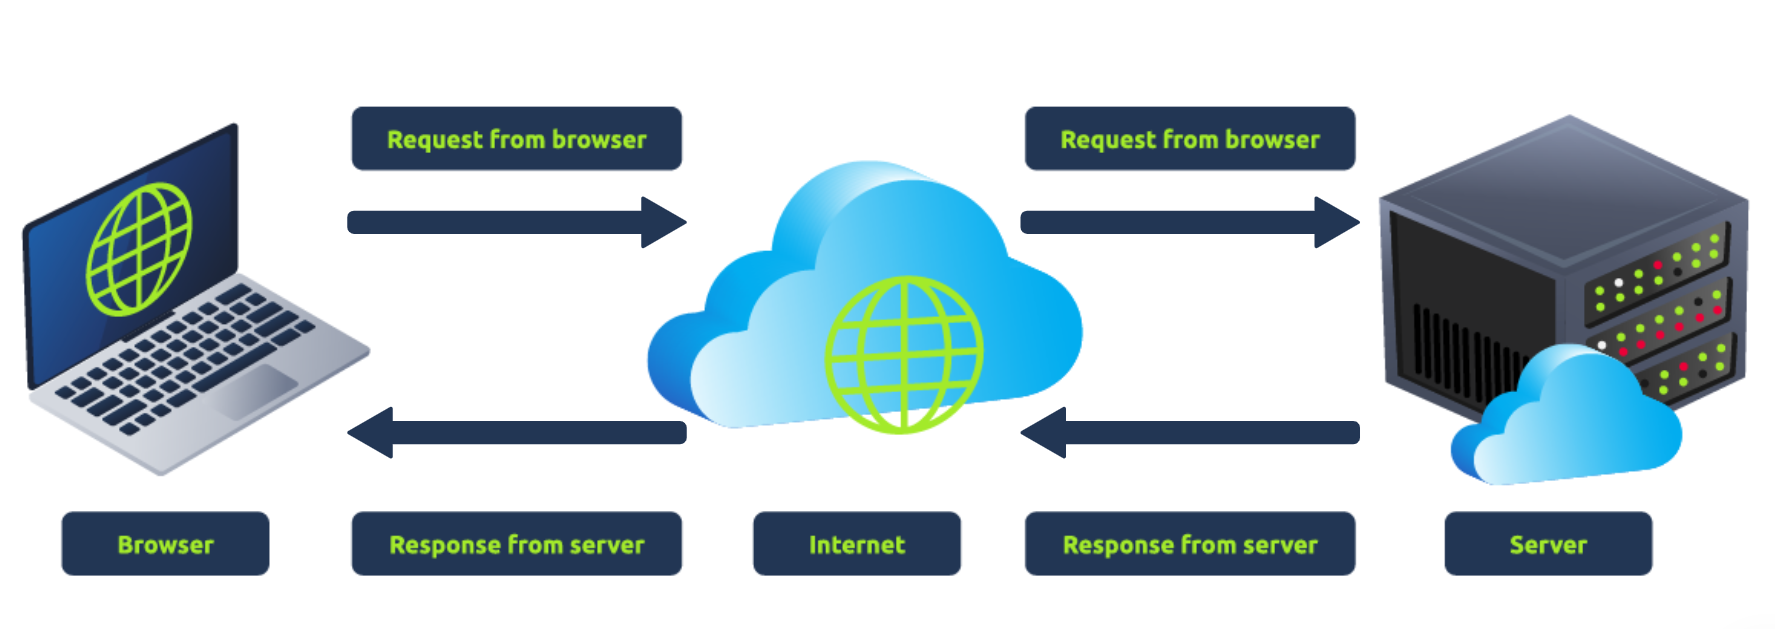 Request from browser
Request from browser
Browser
Response from server
Internet
Response from server
Server